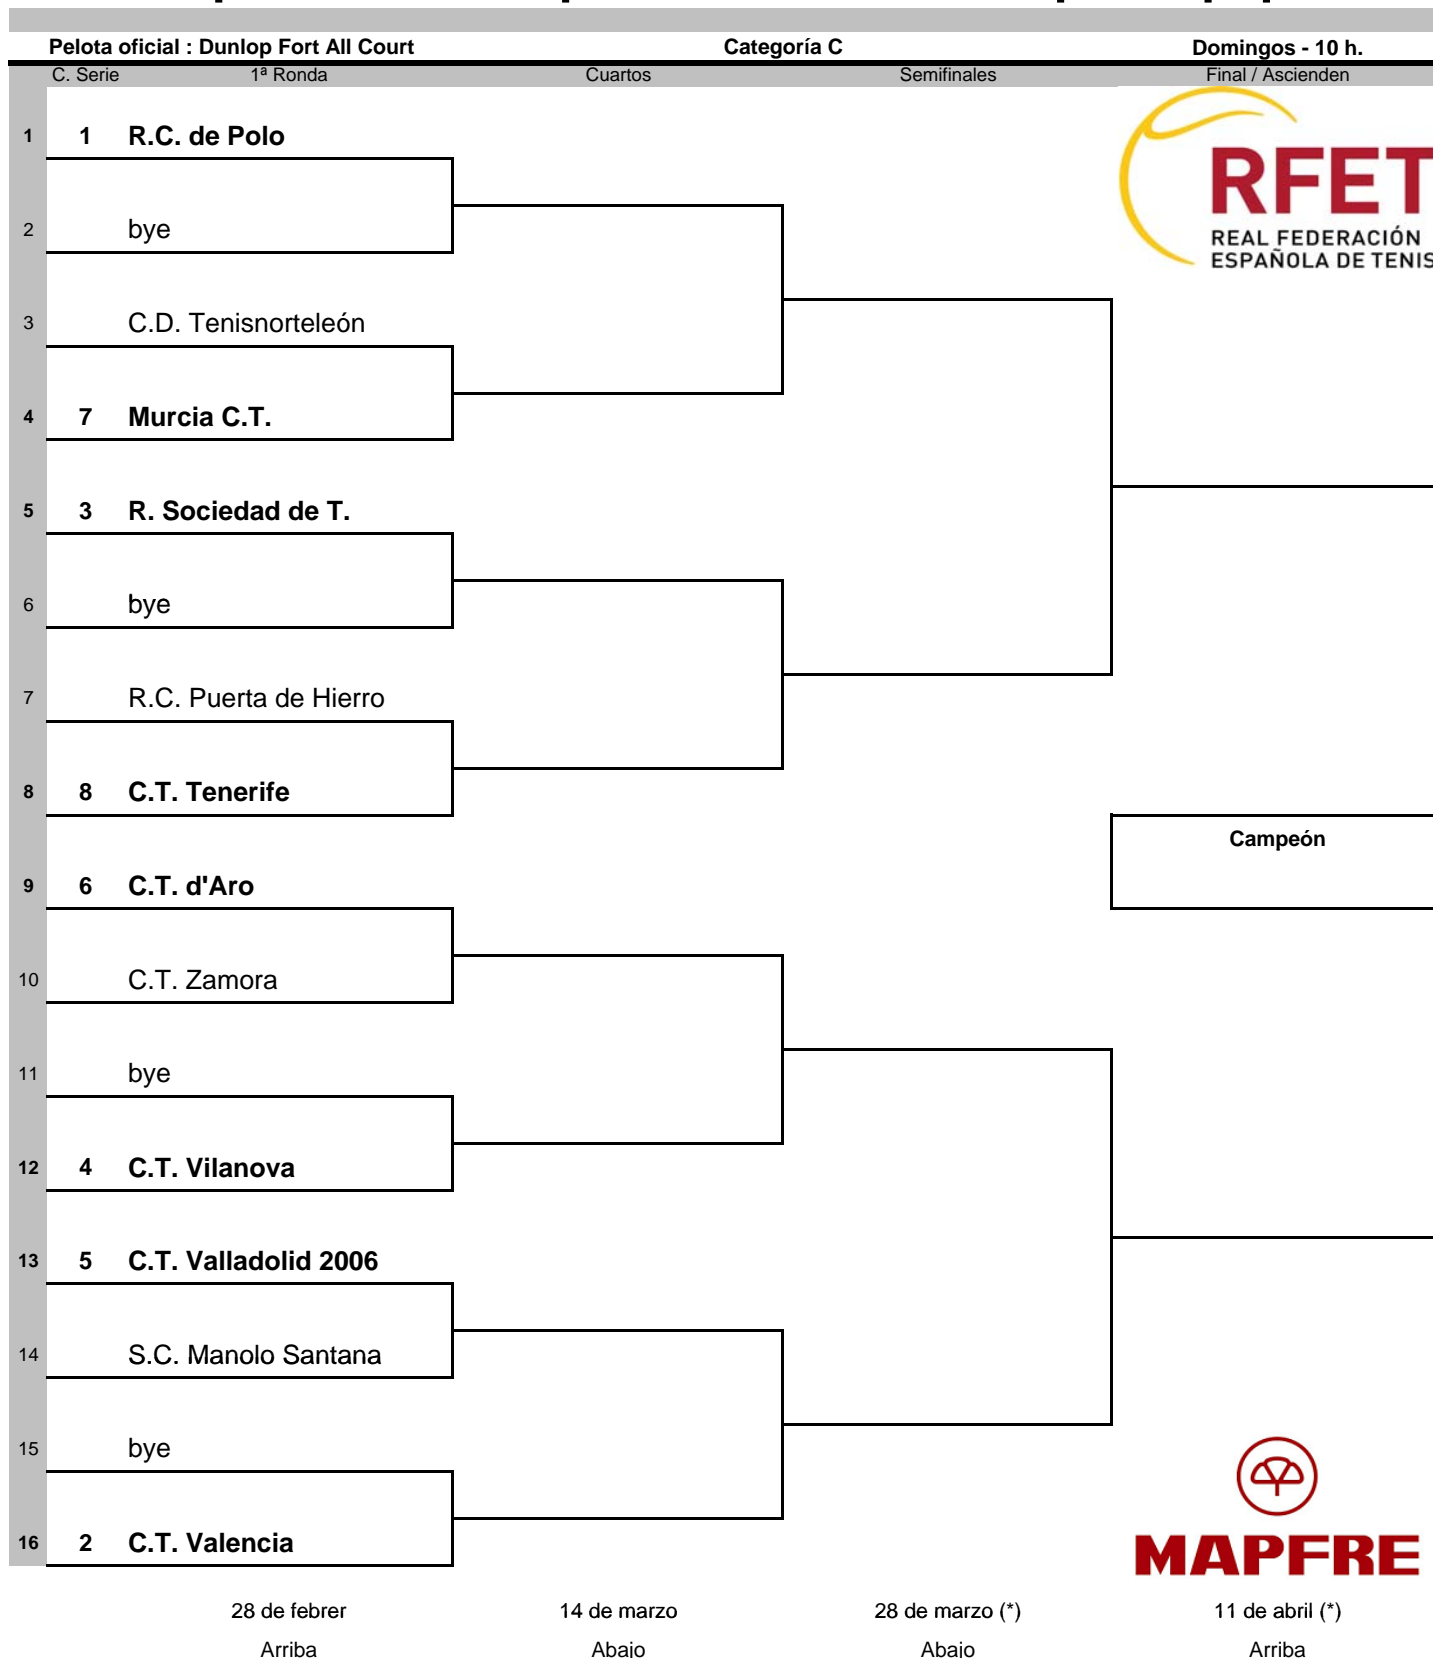 Pelota oficial : Dunlop Fort All Court Categoría C Domingos - 10 h.
C. Serie 1ª Ronda Cuartos Semifinales Final / Ascienden
1 1 R.C. de Polo
RFET
2 bye
REAL FEDERACIÓN
ESPAÑOLA DE TENIS
3 C.D. Tenisnorteleón
4 7 Murcia C.T.
5 3 R. Sociedad de T.
6 bye
7 R.C. Puerta de Hierro
8 8 C.T. Tenerife
Campeón
9 6 C.T. d'Aro
10 C.T. Zamora
11 bye
12 4 C.T. Vilanova
13 5 C.T. Valladolid 2006
14 S.C. Manolo Santana
15 bye
16 2 C.T. Valencia
MAPFRE
28 de febrer 14 de marzo 28 de marzo (*) 11 de abril (*)
Arriba Abajo Abajo Arriba